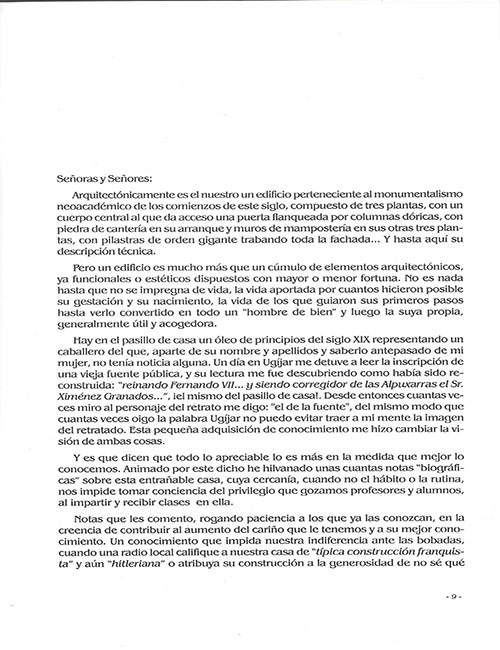 Señoras y Señores:
Arquitectónicamente es el nuestro un edificio perteneciente al monumentalismo
neoacadémico de los comienzos de este siglo, compuesto de tres plantas, con un
cuerpo central al que da acceso una puerta flanqueada por columnas dóricas, con
piedra de cantería en su arranque y muros de mampostería en sus otras tres plan-
tas, con pilastras de orden gigante trabando toda la fachada... Y hasta aquí su
descripción técnica.
Pero un edificio es mucho más que un cúmulo de elementos arquitectónicos,
ya funcionales o estéticos dispuestos con mayor o menor fortuna. No es nada
hasta que no se impregna de vida, la vida aportada por cuantos hicieron posible
su gestación y su nacimiento, la vida de los que guiaron sus primeros pasos
hasta verlo convertido en todo un "hombre de bien" y luego la suya propia,
generalmente útil y acogedora.
Hay en el pasillo de casa un óleo de principios del siglo XIX representando un
caballero del que, aparte de su nombre y apellidos y saberlo antepasado de mi
mujer, no tenía noticia alguna. Un día en Ugíjar me detuve a leer la inscripción de
una vieja fuente pública, y su lectura me fue descubriendo como había sido re-
construida: "reinando Fernando VII... y siendo corregidor de las Alpuxarras el Sr.
Ximénez Granados...", ¡el mismo del pasillo de casa!. Desde entonces cuantas ve-
ces miro al personaje del retrato me digo: "el de la fuente", del mismo modo que
cuantas veces oigo la palabra Ugíjar no puedo evitar traer a mi mente la imagen
del retratado. Esta pequeña adquisición de conocimiento me hizo cambiar la vi-
sión de ambas cosas.
Y es que dicen que todo lo apreciable lo es más en la medida que mejor lo
conocemos. Animado por este dicho he hilvanado unas cuantas notas "biográfi-
cas" sobre esta entrañable casa, cuya cercanía, cuando no el hábito o la rutina,
nos impide tomar conciencia del privilegio que gozamos profesores y alumnos,
al impartir y recibir clases en ella.
Notas que les comento, rogando paciencia a los que ya las conozcan, en la
creencia de contribuir al aumento del cariño que le tenemos y a su mejor cono-
cimiento. Un conocimiento que impida nuestra indiferencia ante las bobadas,
cuando una radio local califique a nuestra casa de "típica construcción franquis-
ta" y aún "hitleriana" o atribuya su construcción a la generosidad de no sé qué
- 9 -